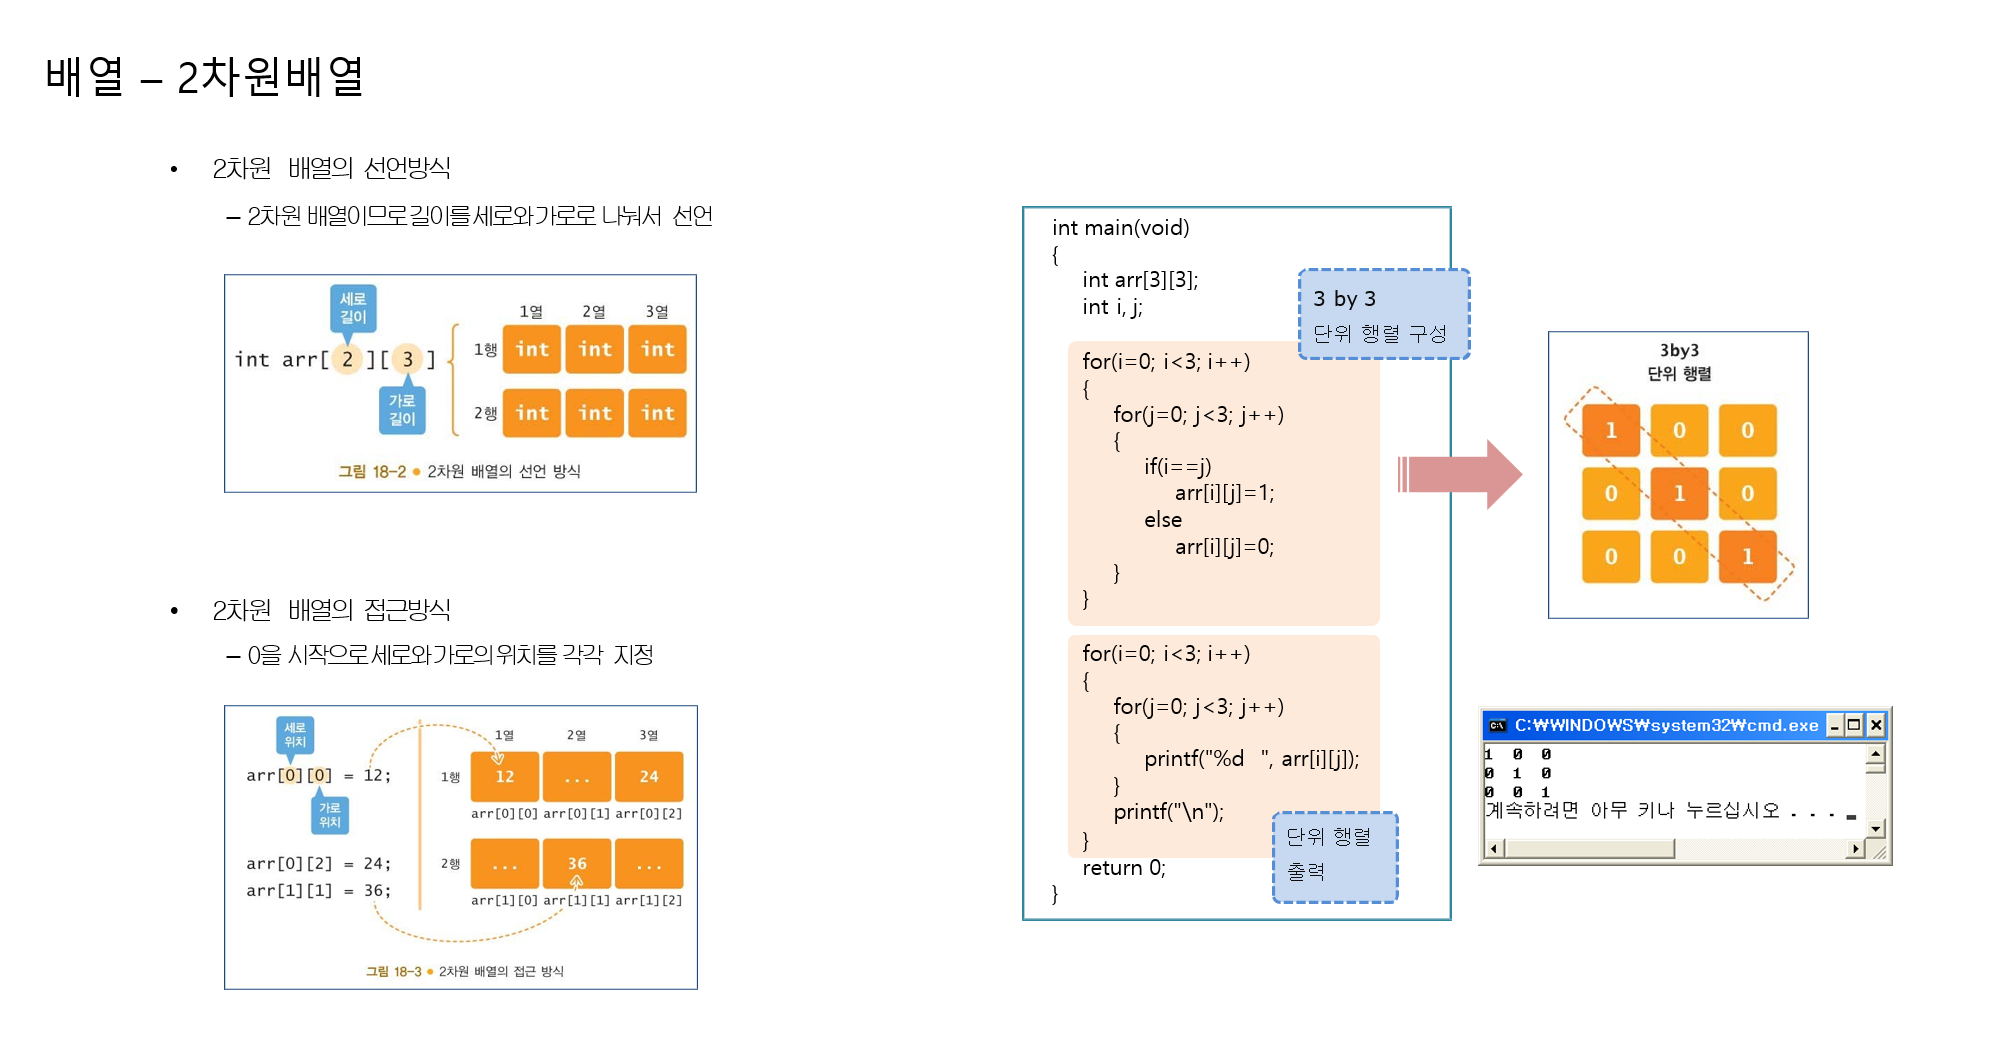 배열 – 2차원배열
• 2차원 배열의 선언방식
– 2차원 배열이므로 길이를 세로와 가로로 나눠서 선언
세로
길이
int arr[ 2 ][ 3 ]
가로
길이
1열 2열 3열
1행 int int int
2행 int int int
그림 18-2 ● 2차원 배열의 선언 방식
• 2차원 배열의 접근방식
– 0을 시작으로 세로와 가로의 위치를 각각 지정
세로
위치
arr[0][0] = 12;
가로
위치
arr[0][2] = 24;
arr[1][1] = 36;
1열 2열 3열
1행 12 ... 24
arr[0][0] arr[0][1] arr[0][2]
2행 ... 36 ...
arr[1][0] arr[1][1] arr[1][2]
그림 18-3 ● 2차원 배열의 접근 방식
int main(void)
{
int arr[3][3];
int i, j;
for(i=0; i<3; i++)
{
for(j=0; j<3; j++)
{
if(i==j)
arr[i][j]=1;
else
arr[i][j]=0;
}
}
for(i=0; i<3; i++)
{
for(j=0; j<3; j++)
{
printf("%d ", arr[i][j]);
}
printf("\n");
}
return 0;
}
3 by 3
단위 행렬 구성
단위 행렬
출력
3by3
단위 행렬
1 0 0
0 1 0
0 0 1
C:₩WINDOWS₩system32₩cmd.exe
1 0 0
0 1 0
0 0 1
계속하려면 아무 키나 누르십시오 . . . _